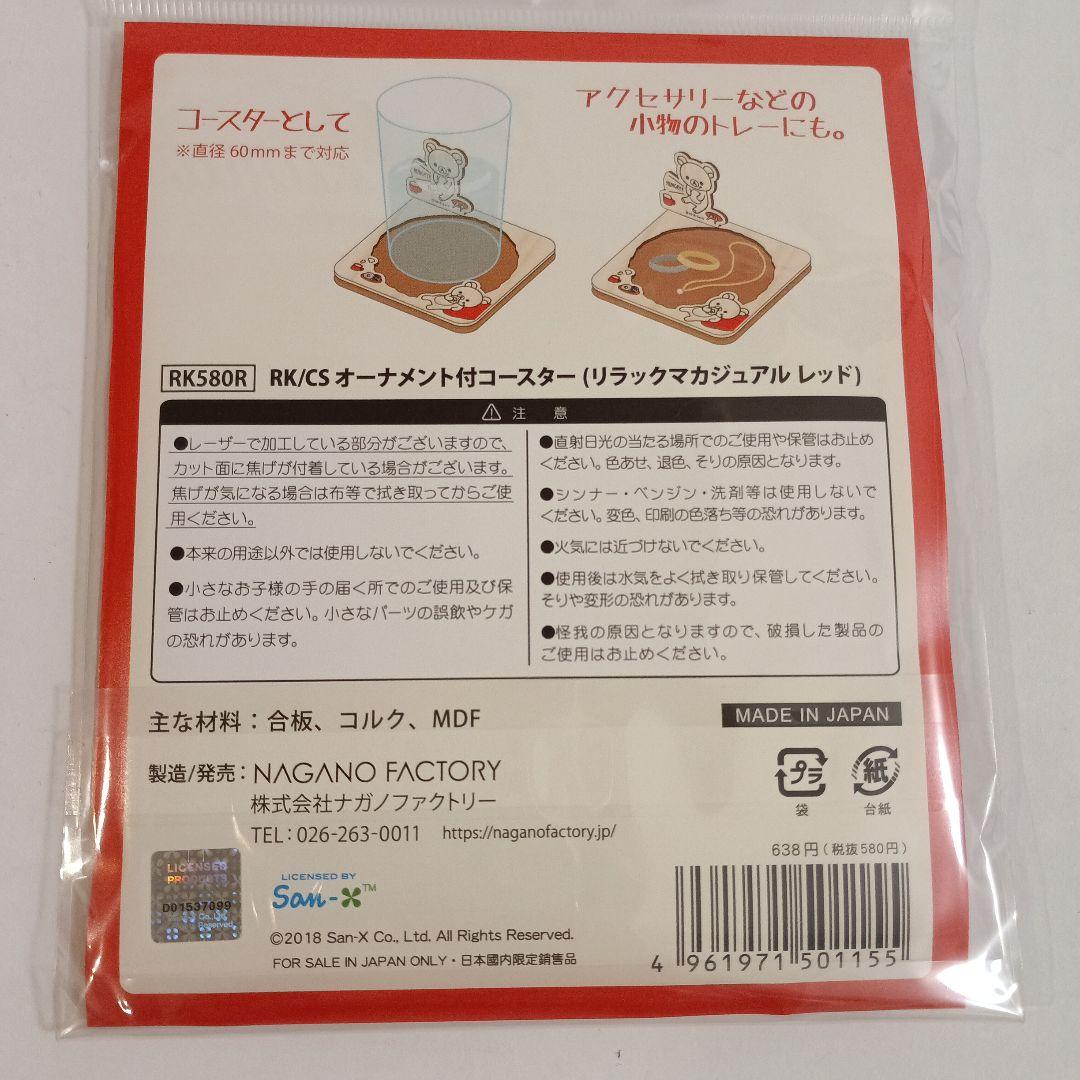 コースターとして
※直径60mmまで対応
アクセサリーなどの
小物のトレーにも。
RK580R RK/CS オーナメント付コースター (リラックマカジュアル レッド)
注 意
●レーザーで加工している部分がございますので、
カット面に焦げが付着している場合がございます。
焦げが気になる場合は布等で拭き取ってからご使
用ください。
●本来の用途以外では使用しないでください。
●小さなお子様の手の届く所でのご使用及び保
管はお止めください。小さなパーツの誤飲やケガ
の恐れがあります。
●直射日光の当たる場所でのご使用や保管はお止め
ください。色あせ、退色、そりの原因となります。
●シンナー・ベンジン・洗剤等は使用しないで
ください。変色、印刷の色落ち等の恐れがあります。
●火気には近づけないでください。
●使用後は水気をよく拭き取り保管してください。
そりや変形の恐れがあります。
●怪我の原因となりますので、破損した製品の
ご使用はお止めください。
主な材料：合板、コルク、MDF
MADE IN JAPAN
製造/発売：NAGANO FACTORY
株式会社ナガノファクトリー
TEL：026-263-0011 https://naganofactory.jp/
プラ
袋
紙
台紙
638円(税抜580円)
LICENSED
PRODUCTS
D01537099
Co., Ltd.
Reserved.
LICENSED BY
San-X™
©2018 San-X Co., Ltd. All Rights Reserved.
FOR SALE IN JAPAN ONLY・日本國内限定銷售品
4 961971 501155